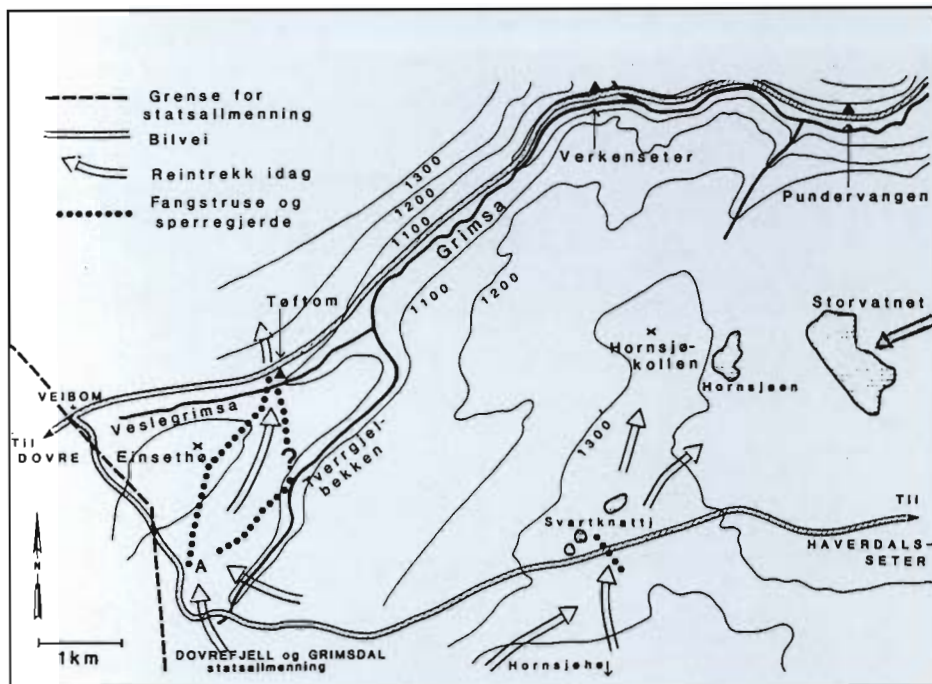 Grense for
statsallmenning
Bilvei
Reintrekk idag
Fangstruse og
sperregjerde
1300
1200
1100
Verkenseter
Pundervangen
Grimsa
1100
1200
Tøftom
Storvatnet
Hornsjø-
kollen
Hornsjøen
VEIBOM
Veslegrimsa
Til
DOVRE
Einsethø
Tverrgjel-
bekken
?
1300
Til
HAVERDALS-
SETER
Svartknattj
A
N
1km
DOVREFJELL og GRIMSDAL
statsallmenning
Hornsjøhø